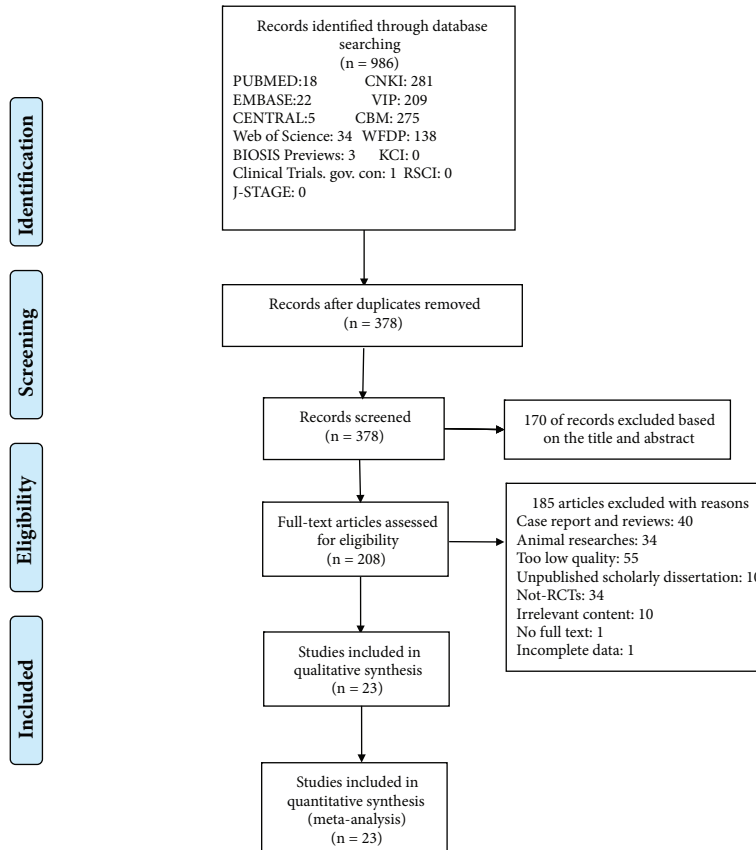 Records identified through database
searching
(n = 986)
PUBMED:18 CNKI: 281
EMBASE:22 VIP: 209
CENTRAL:5 CBM: 275
Web of Science: 34 WFDP: 138
BIOSIS Previews: 3 KCI: 0
Clinical Trials. gov. con: 1 RSCI: 0
J-STAGE: 0
Identification
Records after duplicates removed
(n = 378)
Screening
Records screened
(n = 378)
170 of records excluded based
on the title and abstract
Eligibility
Full-text articles assessed
for eligibility
(n = 208)
185 articles excluded with reasons
Case report and reviews: 40
Animal researches: 34
Too low quality: 55
Unpublished scholarly dissertation: 10
Not-RCTs: 34
Irrelevant content: 10
No full text: 1
Incomplete data: 1
Included
Studies included in
qualitative synthesis
(n = 23)
Studies included in
quantitative synthesis
(meta-analysis)
(n = 23)